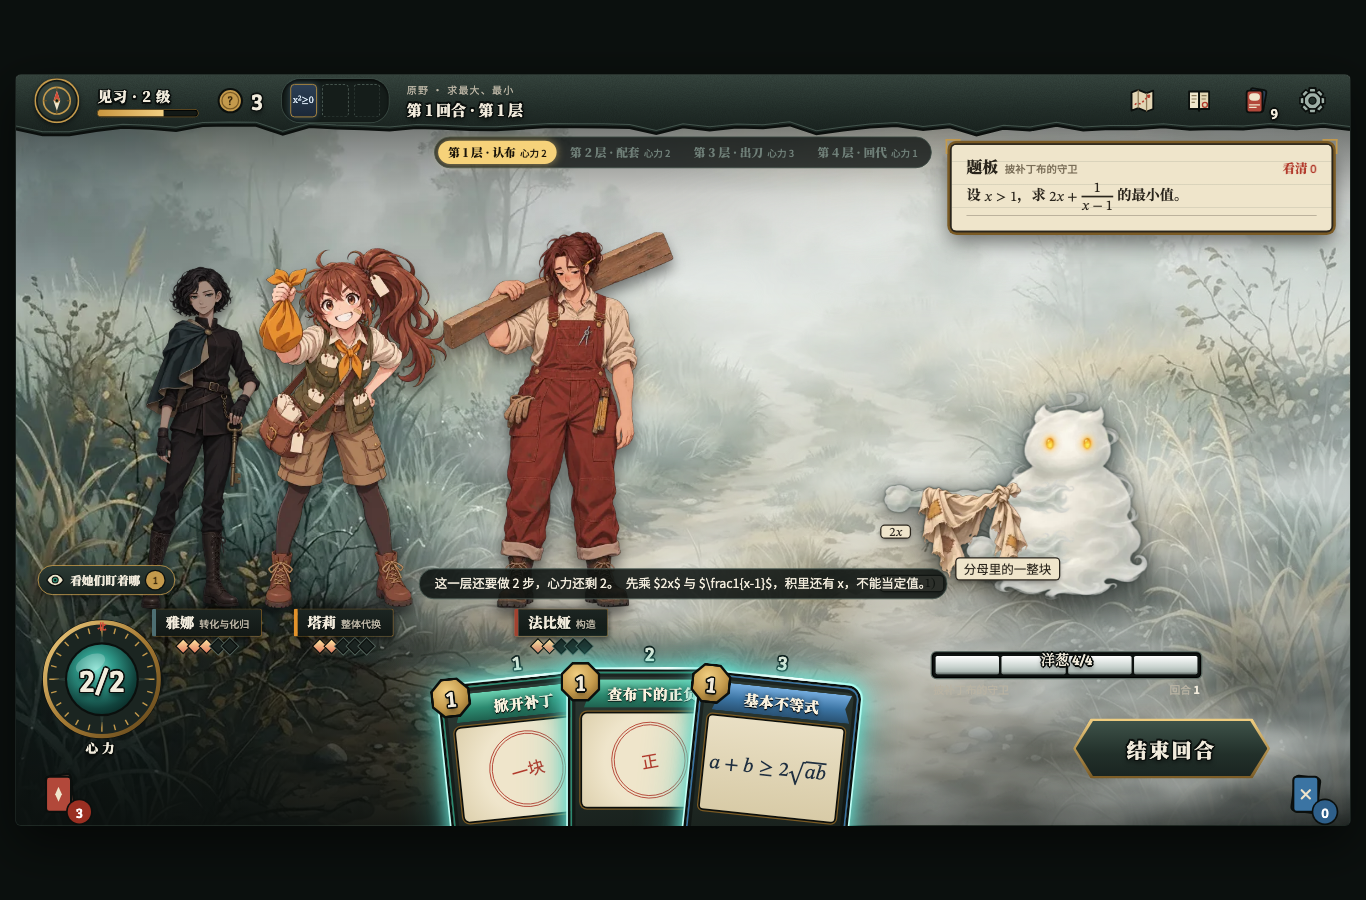 见习·2 级
? 3
x²≥0
原野 · 求最大、最小
第1回合·第1层
9
第1层·认布 心力2
第2层·配套 心力2
第3层·出刀 心力3
第4层·回代 心力1
题板 披补丁布的守卫 看清 0
设 x > 1，求 2x + \frac{1}{x − 1} 的最小值。
2x
分母里的一整块
看她们盯着哪 1
这一层还要做 2 步，心力还剩 2。 先乘 $2x$ 与 $\frac1{x-1}$，积里还有 x，不能当定值。
雅娜 转化与化归
塔莉 整体代换
法比娅 构造
2/2
心力
3
1
2
3
1 掀开补丁
一块
1 查布下的正负
正
1 基本不等式
a + b ≥ 2√ab
洋葱 4/4
回合 1
结束回合
0